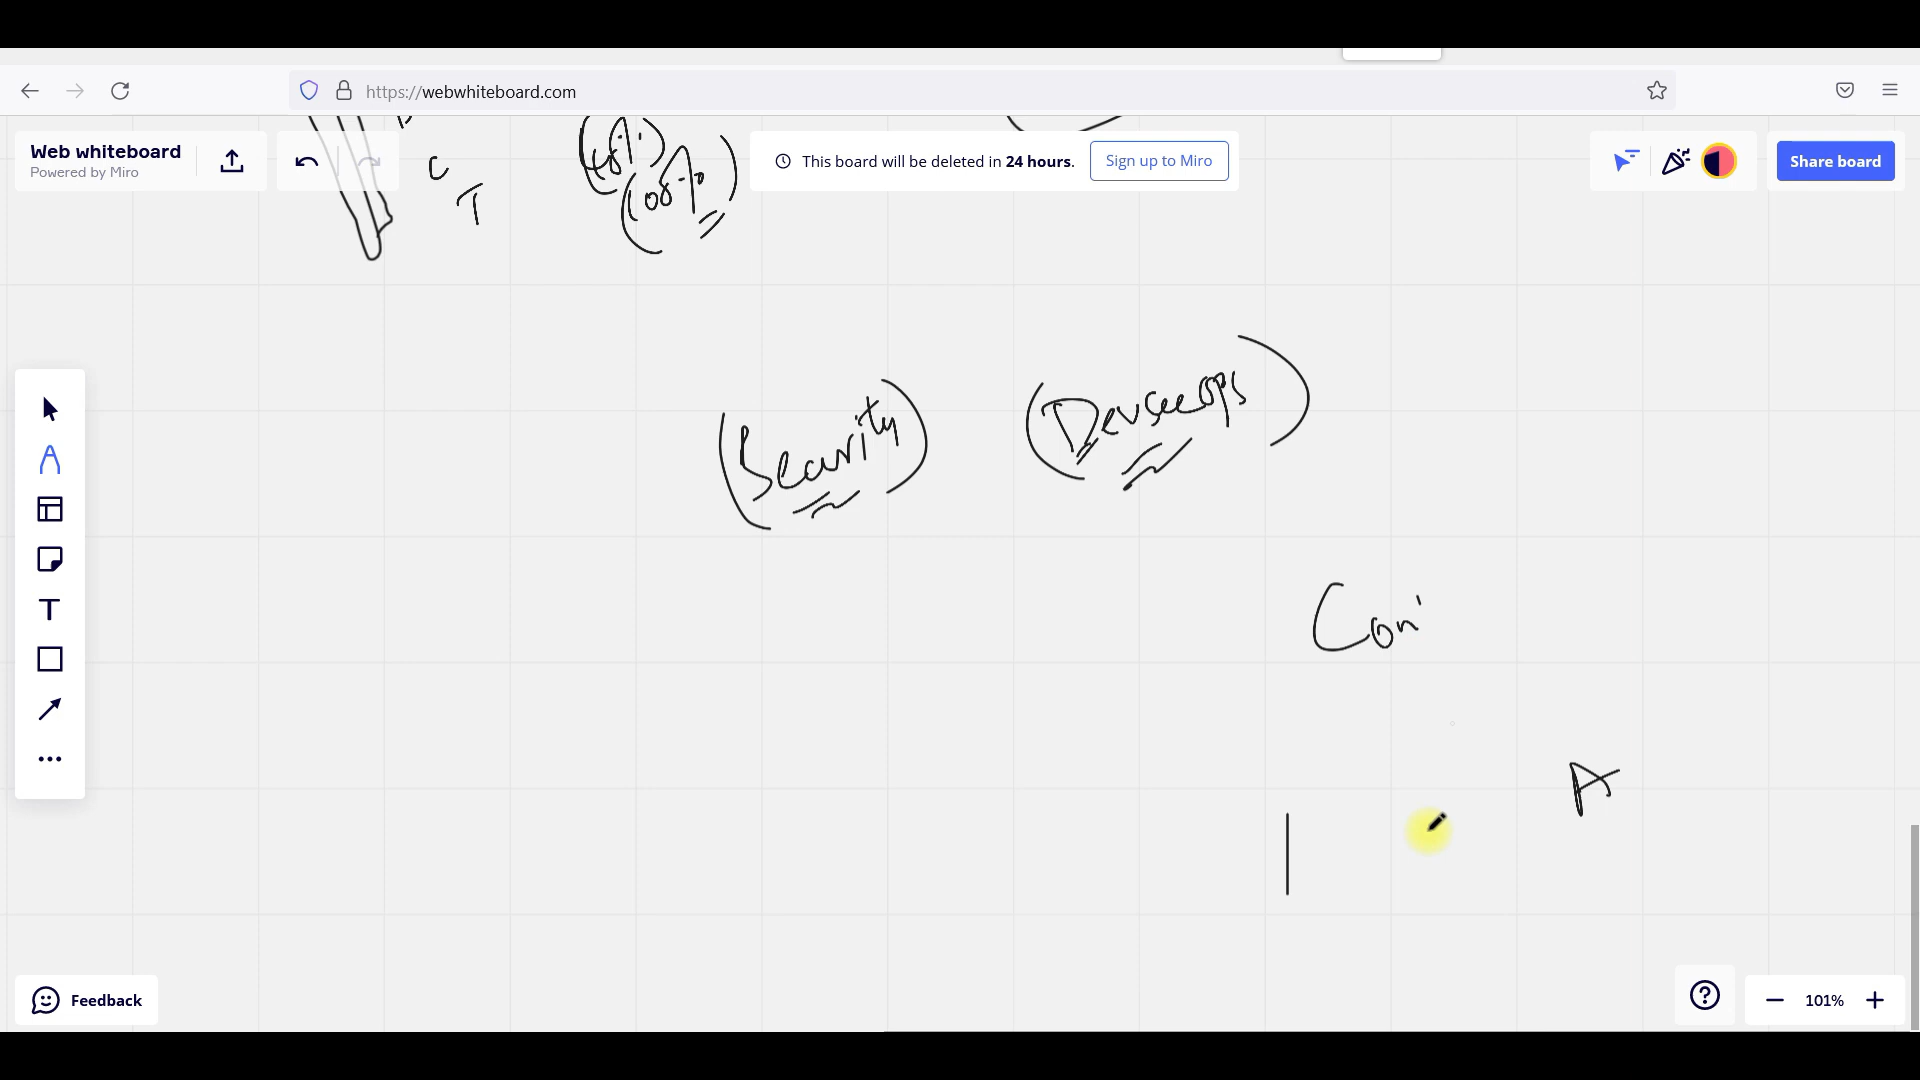 https://webwhiteboard.com
Web whiteboard
Powered by Miro
This board will be deleted in 24 hours. Sign up to Miro
Share board
C
T
(Security) (Devsecops)
Con
A
T
Feedback
101%